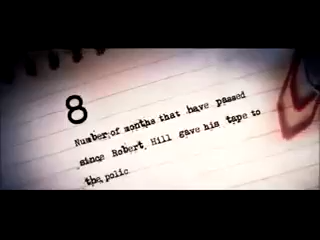 8
Number of months that have passed
since Robert Hill gave his tape to
the polic